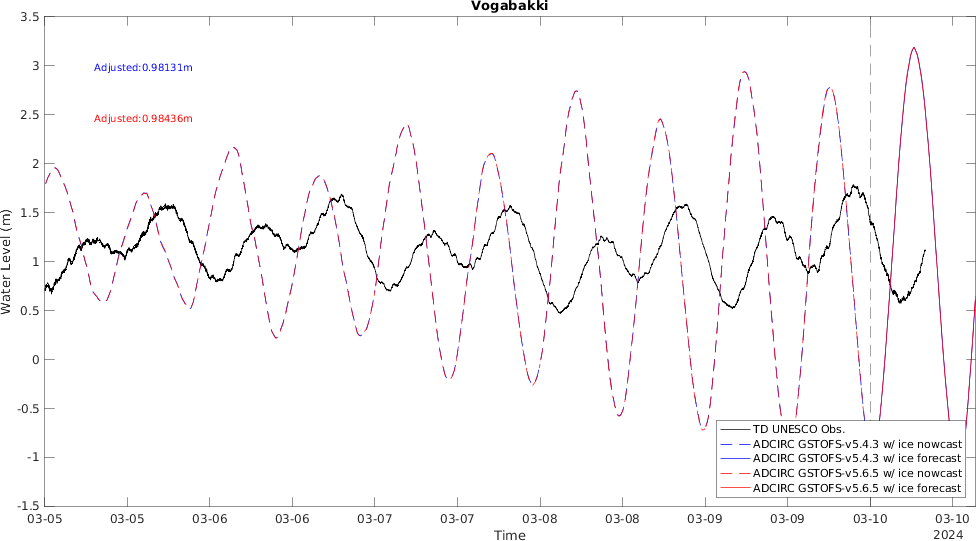 Vogabakki
3.5
3
2.5
2
1.5
1
0.5
0
-0.5
-1
-1.5
Water Level (m)
Adjusted:0.98131m
Adjusted:0.98436m
TD UNESCO Obs.
ADCIRC GSTOFS-v5.4.3 w/ ice nowcast
ADCIRC GSTOFS-v5.4.3 w/ ice forecast
ADCIRC GSTOFS-v5.6.5 w/ ice nowcast
ADCIRC GSTOFS-v5.6.5 w/ ice forecast
03-05 03-05 03-06 03-06 03-07 03-07 03-08 03-08 03-09 03-09 03-10 03-10
2024
Time